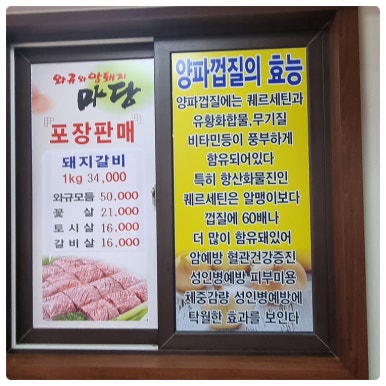 와규와암돼지
마당
포장판매
돼지갈비
1kg 34,000
와규모듬 50,000
꽃 살 21,000
토시살 16,000
갈비살 16,000
양파껍질의 효능
양파껍질에는 퀘르세틴과
유황화합물,무기질
비타민등이 풍부하게
함유되어있다
특히 항산화물진인
퀘르세틴은 알맹이보다
껍질에 60배나
더 많이 함유돼있어
암예방 혈관건강증진
성인병예방 피부미용
체중감량 성인병예방에
탁월한 효과를 보인다